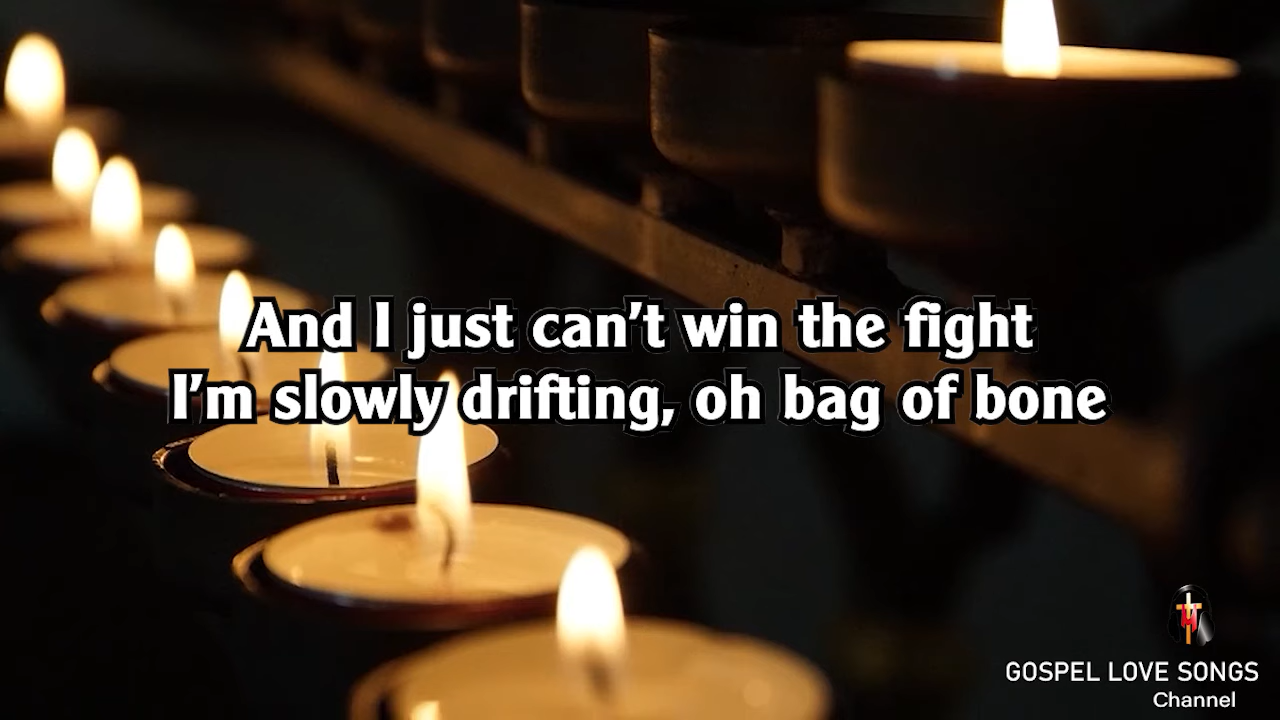 And I just can't win the fight
I'm slowly drifting, oh bag of bone
GOSPEL LOVE SONGS
Channel